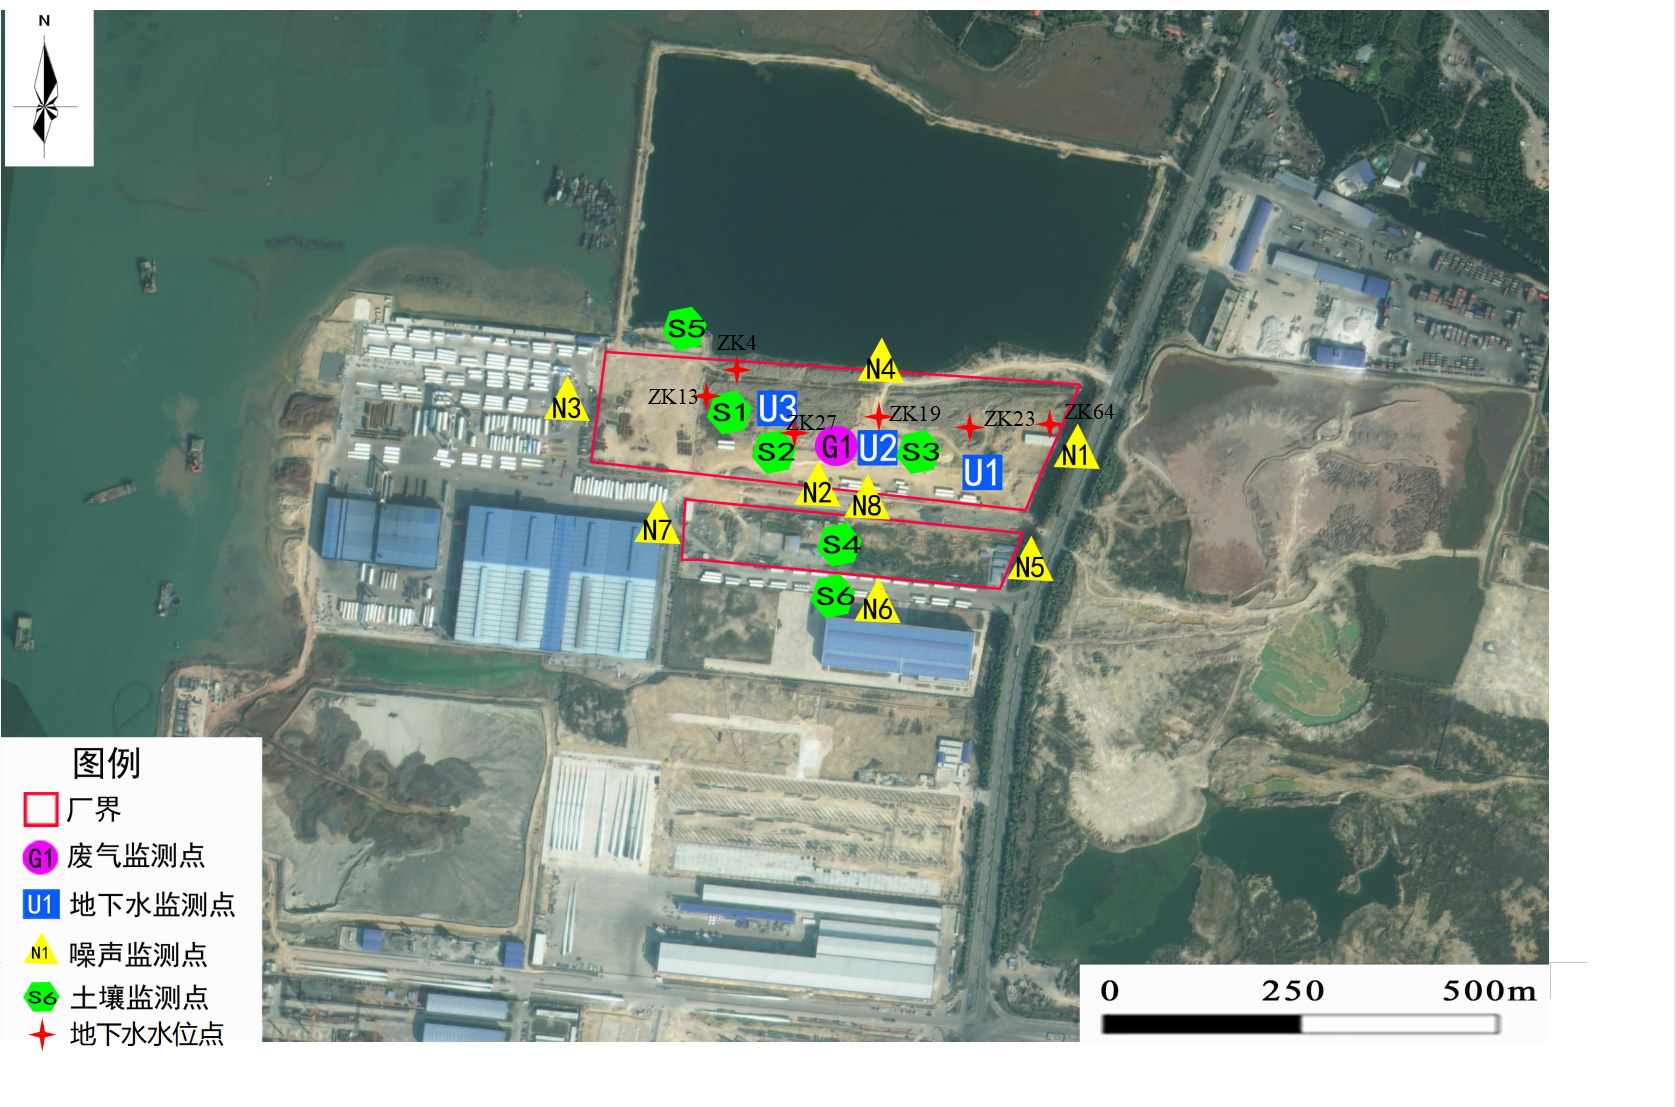 N
S5
ZK4
N4
N3
ZK13
S1
U3
ZK27
ZK19
ZK23
ZK64
S2
G1
U2
S3
U1
N1
N2
N8
N7
S4
N5
S6
N6
图例
厂界
G1 废气监测点
U1 地下水监测点
N1 噪声监测点
S6 土壤监测点
地下水水位点
0 250 500m